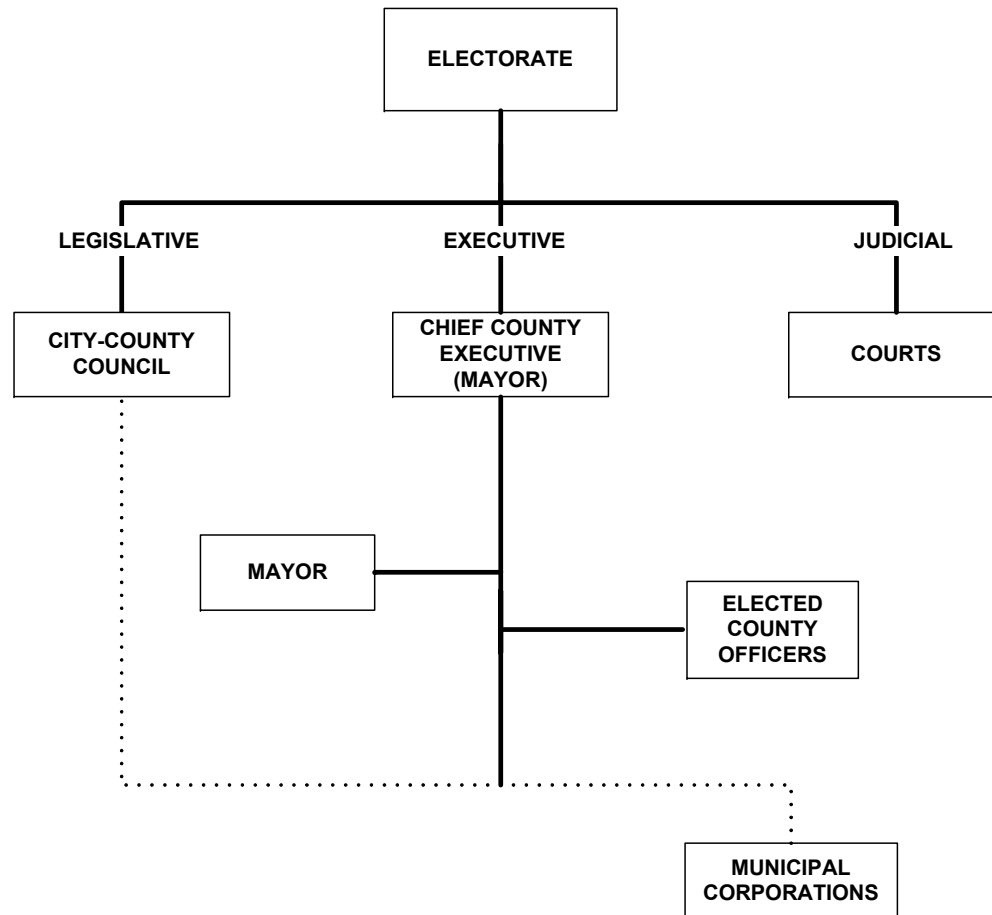 ELECTORATE
LEGISLATIVE
EXECUTIVE
JUDICIAL
CITY-COUNTY
COUNCIL
CHIEF COUNTY
EXECUTIVE
(MAYOR)
COURTS
MAYOR
ELECTED
COUNTY
OFFICERS
MUNICIPAL
CORPORATIONS